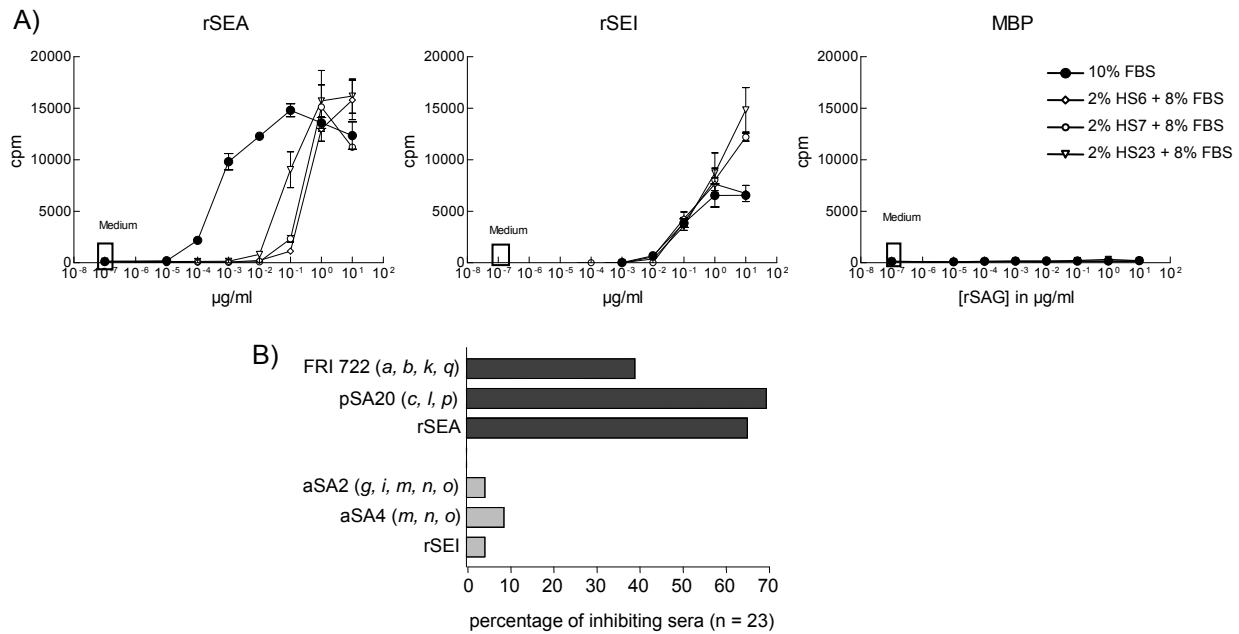 A)
rSEA
20000
15000
10000
5000
0
cpm
Medium
10-8 10-7 10-6 10-5 10-4 10-3 10-2 10-1 100 101 102
µg/ml
rSEI
20000
15000
10000
5000
0
cpm
Medium
10-8 10-7 10-6 10-5 10-4 10-3 10-2 10-1 100 101 102
µg/ml
MBP
20000
15000
10000
5000
0
cpm
Medium
10-8 10-7 10-6 10-5 10-4 10-3 10-2 10-1 100 101 102
[rSAG] in µg/ml
10% FBS
2% HS6 + 8% FBS
2% HS7 + 8% FBS
2% HS23 + 8% FBS
B)
FRI 722 (a, b, k, q)
pSA20 (c, l, p)
rSEA
aSA2 (g, i, m, n, o)
aSA4 (m, n, o)
rSEI
0 10 20 30 40 50 60 70
percentage of inhibiting sera (n = 23)